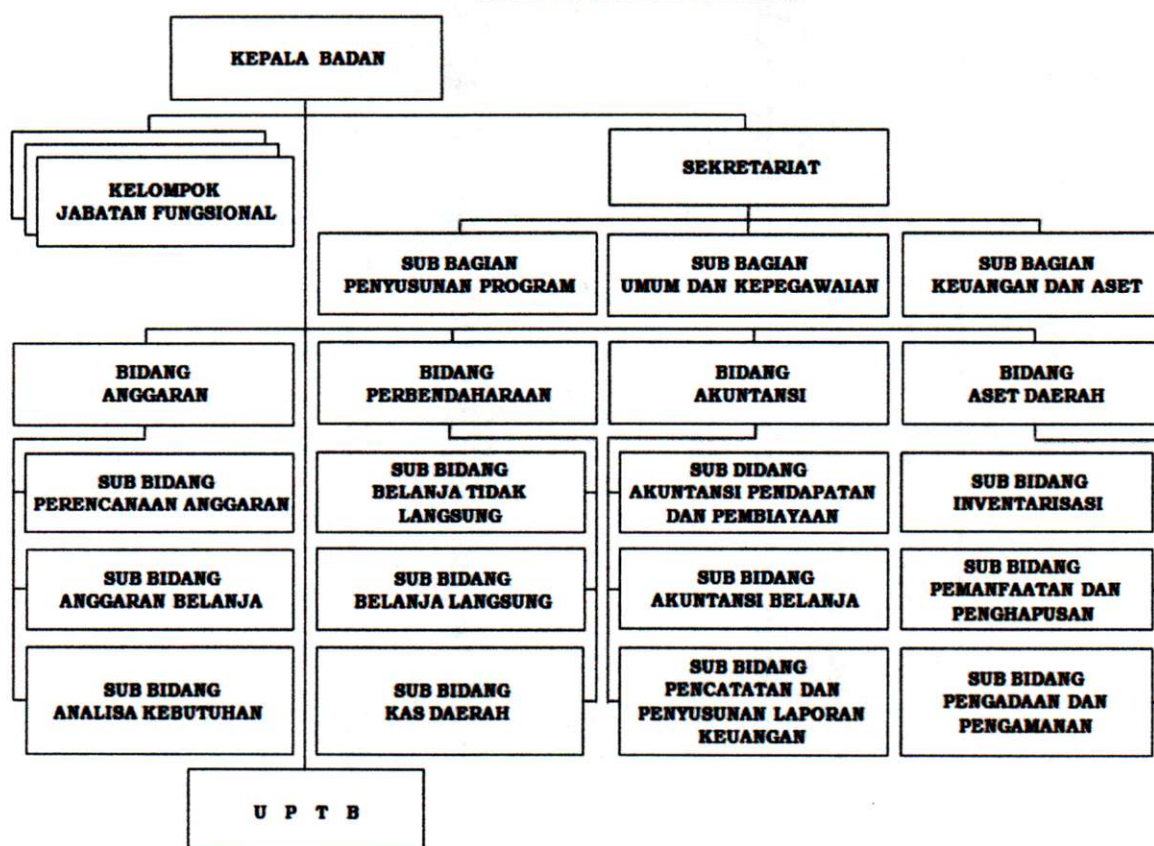 KEPALA BADAN
KELOMPOK
JABATAN FUNGSIONAL
SEKRETARIAT
SUB BAGIAN
PENYUSUNAN PROGRAM
SUB BAGIAN
UMUM DAN KEPEGAWAIAN
SUB BAGIAN
KEUANGAN DAN ASET
BIDANG
ANGGARAN
BIDANG
PERBENDAHARAAN
BIDANG
AKUNTANSI
BIDANG
ASET DAERAH
SUB BIDANG
PERENCANAAN ANGGARAN
SUB BIDANG
BELANJA TIDAK
LANGSUNG
SUB DIDANG
AKUNTANSI PENDAPATAN
DAN PEMBIAYAAN
SUB BIDANG
INVENTARISASI
SUB BIDANG
ANGGARAN BELANJA
SUB BIDANG
BELANJA LANGSUNG
SUB BIDANG
AKUNTANSI BELANJA
SUB BIDANG
PEMANFAATAN DAN
PENGHAPUSAN
SUB BIDANG
ANALISA KEBUTUHAN
SUB BIDANG
KAS DAERAH
SUB BIDANG
PENCATATAN DAN
PENYUSUNAN LAPORAN
KEUANGAN
SUB BIDANG
PENGADAAN DAN
PENGAMANAN
U P T B